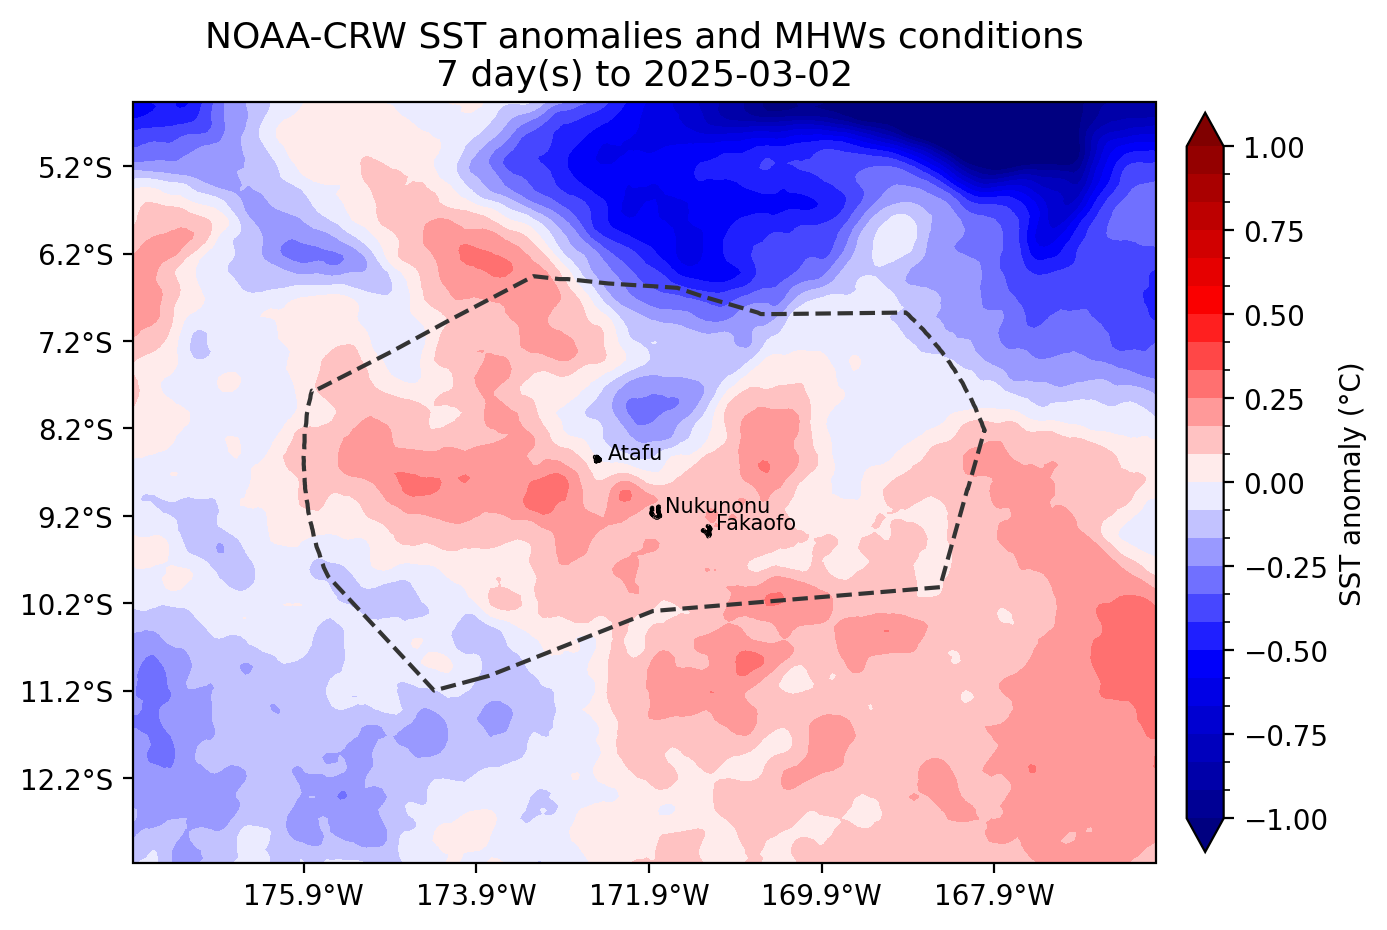 NOAA-CRW SST anomalies and MHWs conditions
7 day(s) to 2025-03-02
5.2°S
6.2°S
7.2°S
8.2°S
9.2°S
10.2°S
11.2°S
12.2°S
175.9°W
173.9°W
171.9°W
169.9°W
167.9°W
Atafu
Nukunonu
Fakaofo
1.00
0.75
0.50
0.25
0.00
−0.25
−0.50
−0.75
−1.00
SST anomaly (°C)